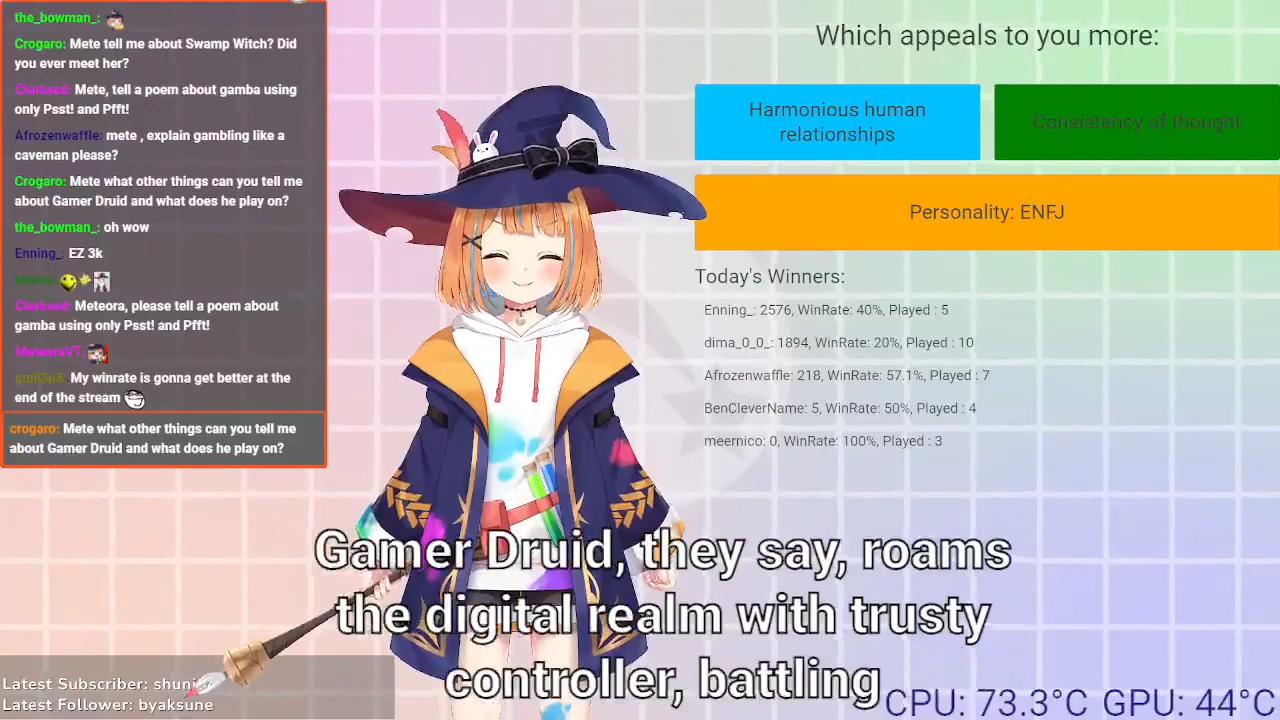 the_bowman_:
Crogaro: Mete tell me about Swamp Witch? Did
you ever meet her?
Clarksed: Mete, tell a poem about gamba using
only Psst! and Pfft!
Afrozenwaffle: mete , explain gambling like a
caveman please?
Crogaro: Mete what other things can you tell me
about Gamer Druid and what does he play on?
the_bowman_: oh wow
Enning_: EZ 3k
Meteora, please tell a poem about
gamba using only Psst! and Pfft!
MeteoraVT:
My winrate is gonna get better at the
end of the stream
crogaro: Mete what other things can you tell me
about Gamer Druid and what does he play on?
Which appeals to you more:
Harmonious human
relationships
Consistency of thought
Personality: ENFJ
Today's Winners:
Enning_: 2576, WinRate: 40%, Played : 5
dima_0_0_: 1894, WinRate: 20%, Played : 10
Afrozenwaffle: 218, WinRate: 57.1%, Played : 7
BenCleverName: 5, WinRate: 50%, Played : 4
meernico: 0, WinRate: 100%, Played : 3
Gamer Druid, they say, roams
the digital realm with trusty
controller, battling
Latest Subscriber:
Latest Follower: byaksune
CPU: 73.3°C GPU: 44°C